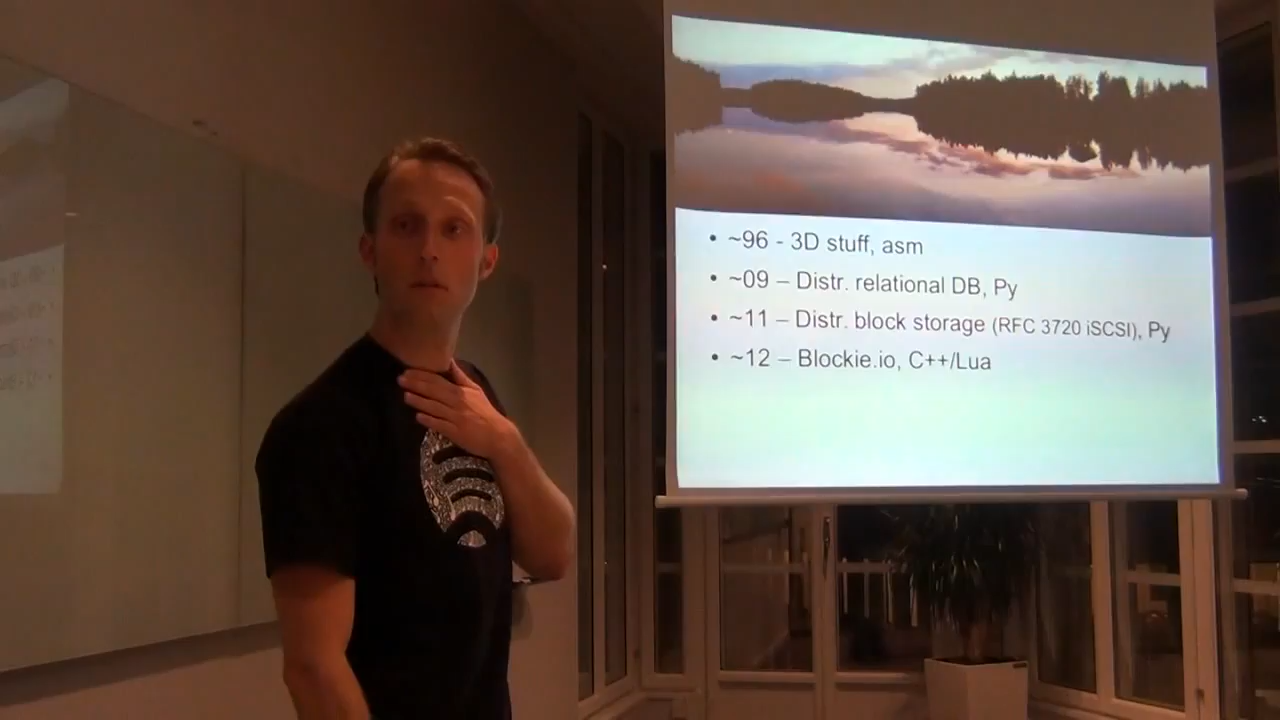 • ~96 - 3D stuff, asm
• ~09 – Distr. relational DB, Py
• ~11 – Distr. block storage (RFC 3720 iSCSI), Py
• ~12 – Blockie.io, C++/Lua